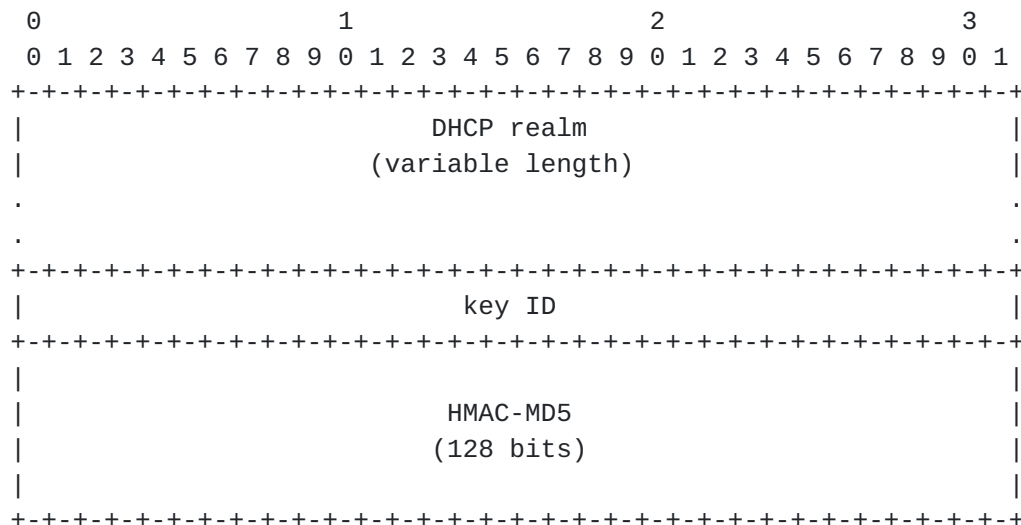 0                   1                   2                   3
0 1 2 3 4 5 6 7 8 9 0 1 2 3 4 5 6 7 8 9 0 1 2 3 4 5 6 7 8 9 0 1
+-+-+-+-+-+-+-+-+-+-+-+-+-+-+-+-+-+-+-+-+-+-+-+-+-+-+-+-+-+-+-+-+
|                          DHCP realm                           |
|                      (variable length)                        |
.                                                               .
.                                                               .
+-+-+-+-+-+-+-+-+-+-+-+-+-+-+-+-+-+-+-+-+-+-+-+-+-+-+-+-+-+-+-+-+
|                            key ID                             |
+-+-+-+-+-+-+-+-+-+-+-+-+-+-+-+-+-+-+-+-+-+-+-+-+-+-+-+-+-+-+-+-+
|                                                               |
|                           HMAC-MD5                            |
|                          (128 bits)                           |
|                                                               |
+-+-+-+-+-+-+-+-+-+-+-+-+-+-+-+-+-+-+-+-+-+-+-+-+-+-+-+-+-+-+-+-+